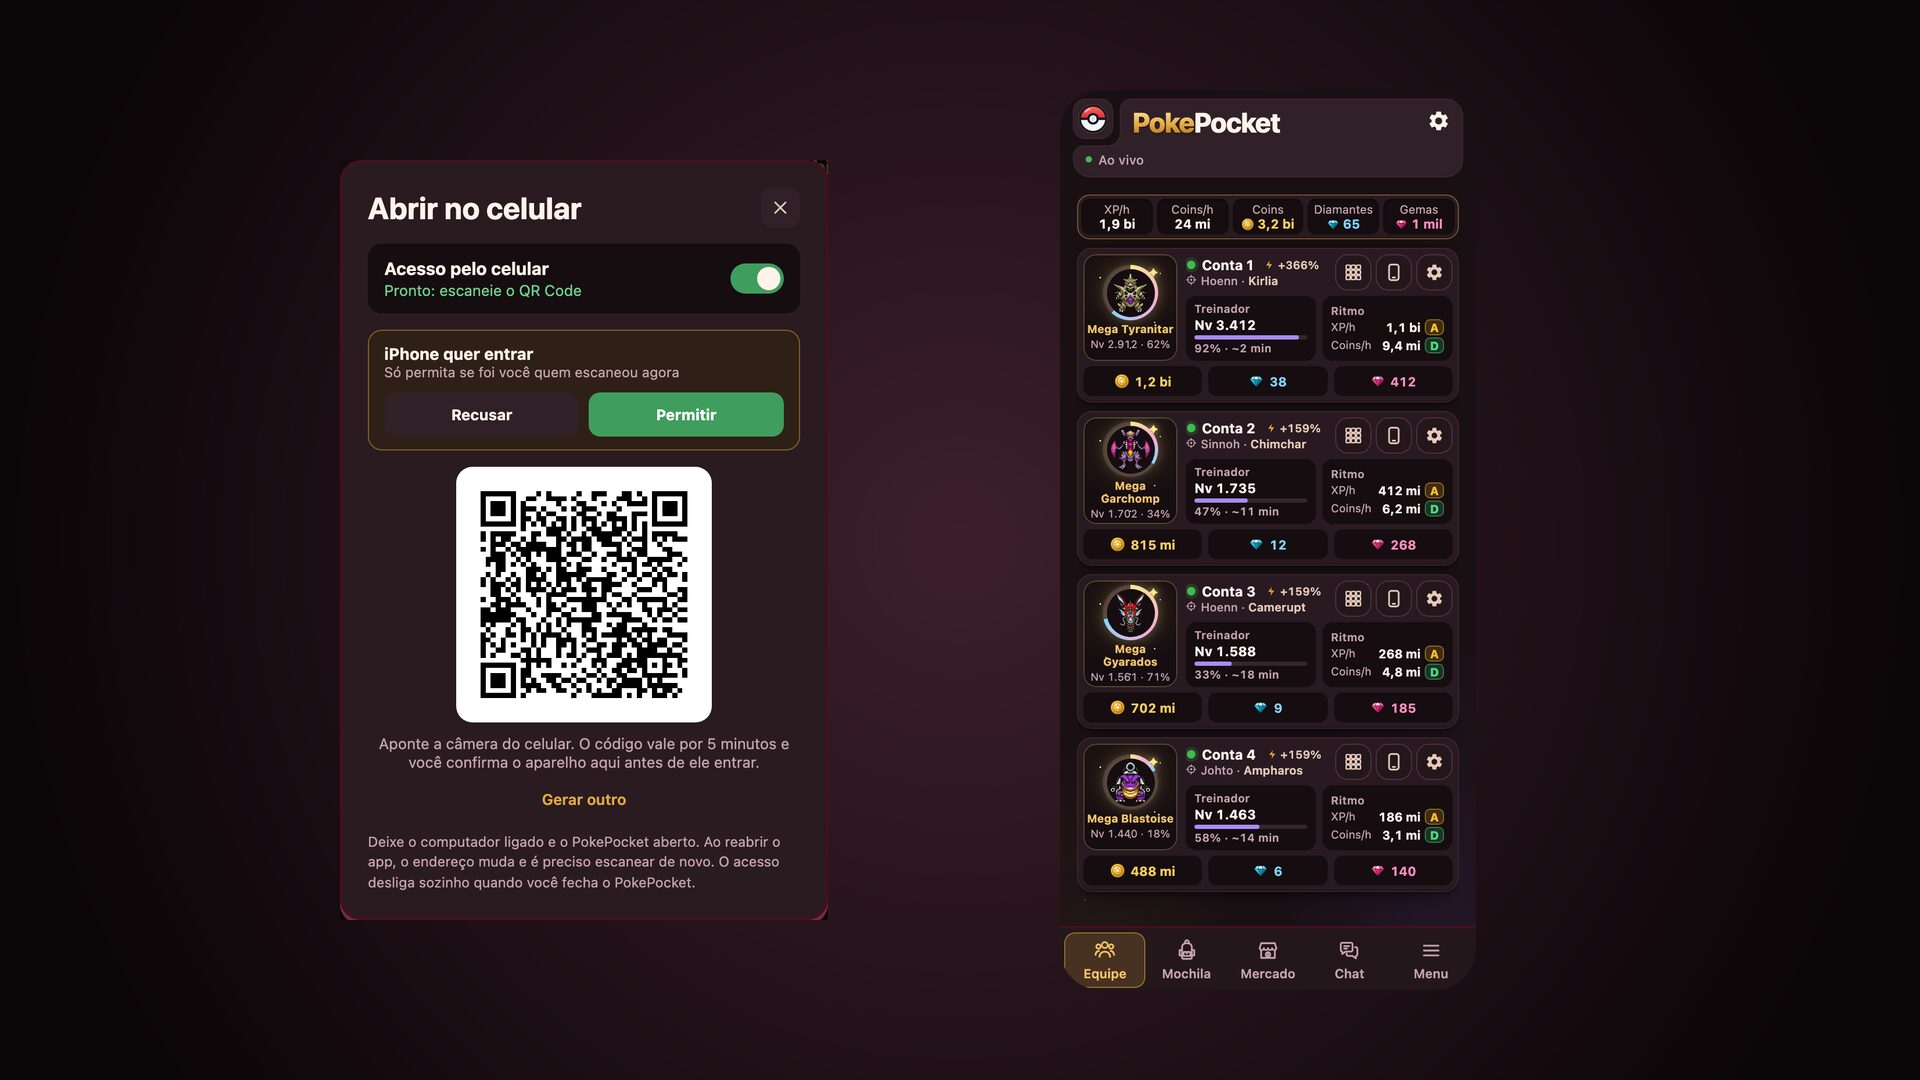 Abrir no celular
Acesso pelo celular
Pronto: escaneie o QR Code
iPhone quer entrar
Só permita se foi você quem escaneou agora
Recusar
Permitir
Aponte a câmera do celular. O código vale por 5 minutos e
você confirma o aparelho aqui antes de ele entrar.
Gerar outro
Deixe o computador ligado e o PokePocket aberto. Ao reabrir o
app, o endereço muda e é preciso escanear de novo. O acesso
desliga sozinho quando você fecha o PokePocket.
PokePocket
Ao vivo
XP/h
1,9 bi
Coins/h
24 mi
Coins
3,2 bi
Diamantes
65
Gemas
1 mil
Mega Tyranitar
Nv 2.912 · 62%
Conta 1 +366%
Hoenn · Kirlia
Treinador
Nv 3.412
92% · ~2 min
Ritmo
XP/h 1,1 bi A
Coins/h 9,4 mi D
1,2 bi
38
412
Mega
Garchomp
Nv 1.702 · 34%
Conta 2 +159%
Sinnoh · Chimchar
Treinador
Nv 1.735
47% · ~11 min
Ritmo
XP/h 412 mi A
Coins/h 6,2 mi D
815 mi
12
268
Mega
Gyarados
Nv 1.561 · 71%
Conta 3 +159%
Hoenn · Camerupt
Treinador
Nv 1.588
33% · ~18 min
Ritmo
XP/h 268 mi A
Coins/h 4,8 mi D
702 mi
9
185
Mega Blastoise
Nv 1.440 · 18%
Conta 4 +159%
Johto · Ampharos
Treinador
Nv 1.463
58% · ~14 min
Ritmo
XP/h 186 mi A
Coins/h 3,1 mi D
488 mi
6
140
Equipe
Mochila
Mercado
Chat
Menu